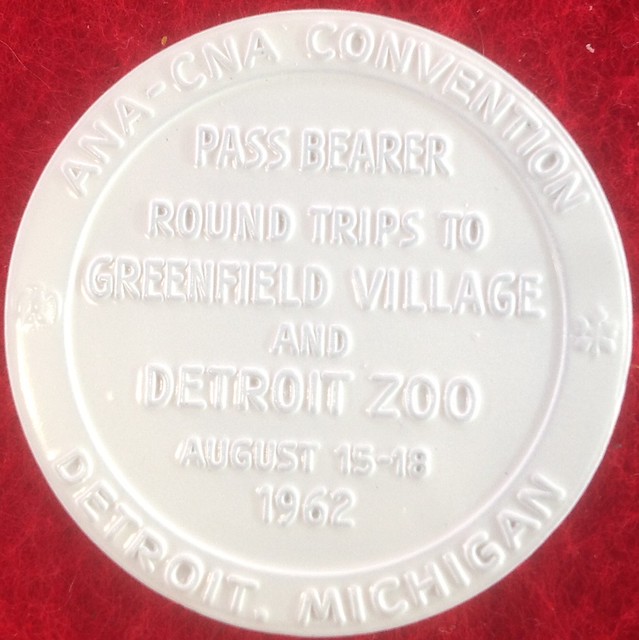 ANA-CNA CONVENTION
PASS BEARER
ROUND TRIPS TO
GREENFIELD VILLAGE
AND
DETROIT ZOO
AUGUST 15-18
1962
DETROIT, MICHIGAN